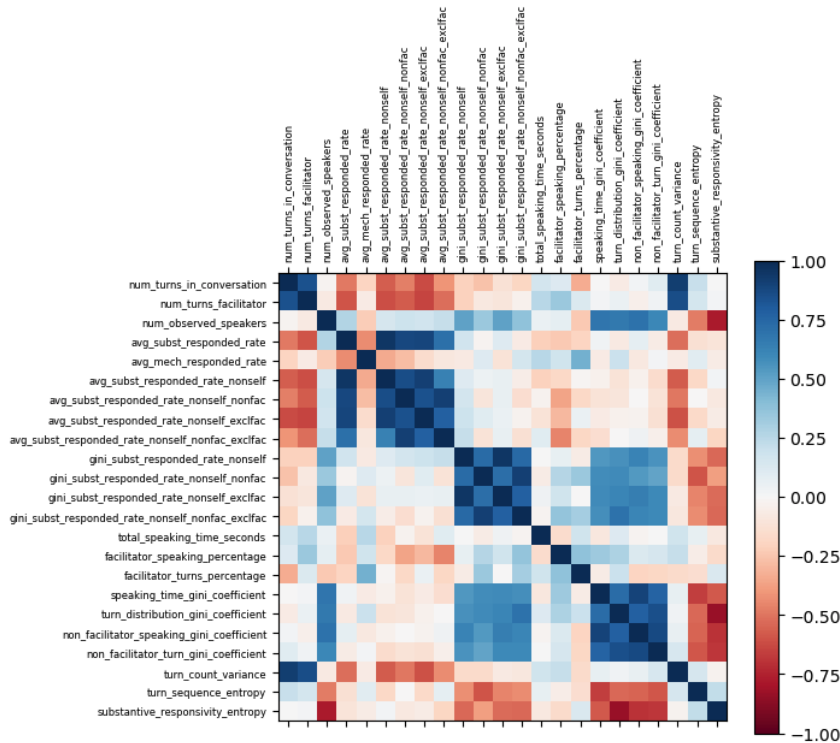 num_turns_in_conversation
num_turns_facilitator
num_observed_speakers
avg_subst_responded_rate
avg_mech_responded_rate
avg_subst_responded_rate_nonself
avg_subst_responded_rate_nonself_nonfac
avg_subst_responded_rate_nonself_exclfac
avg_subst_responded_rate_nonself_nonfac_exclfac
gini_subst_responded_rate_nonself
gini_subst_responded_rate_nonself_nonfac
gini_subst_responded_rate_nonself_exclfac
gini_subst_responded_rate_nonself_nonfac_exclfac
total_speaking_time_seconds
facilitator_speaking_percentage
facilitator_turns_percentage
speaking_time_gini_coefficient
turn_distribution_gini_coefficient
non_facilitator_speaking_gini_coefficient
non_facilitator_turn_gini_coefficient
turn_count_variance
turn_sequence_entropy
substantive_responsivity_entropy
num_turns_in_conversation
num_turns_facilitator
num_observed_speakers
avg_subst_responded_rate
avg_mech_responded_rate
avg_subst_responded_rate_nonself
avg_subst_responded_rate_nonself_nonfac
avg_subst_responded_rate_nonself_exclfac
avg_subst_responded_rate_nonself_nonfac_exclfac
gini_subst_responded_rate_nonself
gini_subst_responded_rate_nonself_nonfac
gini_subst_responded_rate_nonself_exclfac
gini_subst_responded_rate_nonself_nonfac_exclfac
total_speaking_time_seconds
facilitator_speaking_percentage
facilitator_turns_percentage
speaking_time_gini_coefficient
turn_distribution_gini_coefficient
non_facilitator_speaking_gini_coefficient
non_facilitator_turn_gini_coefficient
turn_count_variance
turn_sequence_entropy
substantive_responsivity_entropy
1.00
0.75
0.50
0.25
0.00
−0.25
−0.50
−0.75
−1.00